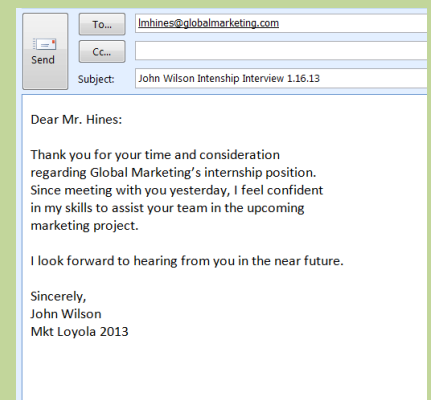 To...
lmhines@globalmarketing.com
Send
Cc...
Subject:
John Wilson Intenship Interview 1.16.13
Dear Mr. Hines:
Thank you for your time and consideration
regarding Global Marketing's internship position.
Since meeting with you yesterday, I feel confident
in my skills to assist your team in the upcoming
marketing project.
I look forward to hearing from you in the near future.
Sincerely,
John Wilson
Mkt Loyola 2013